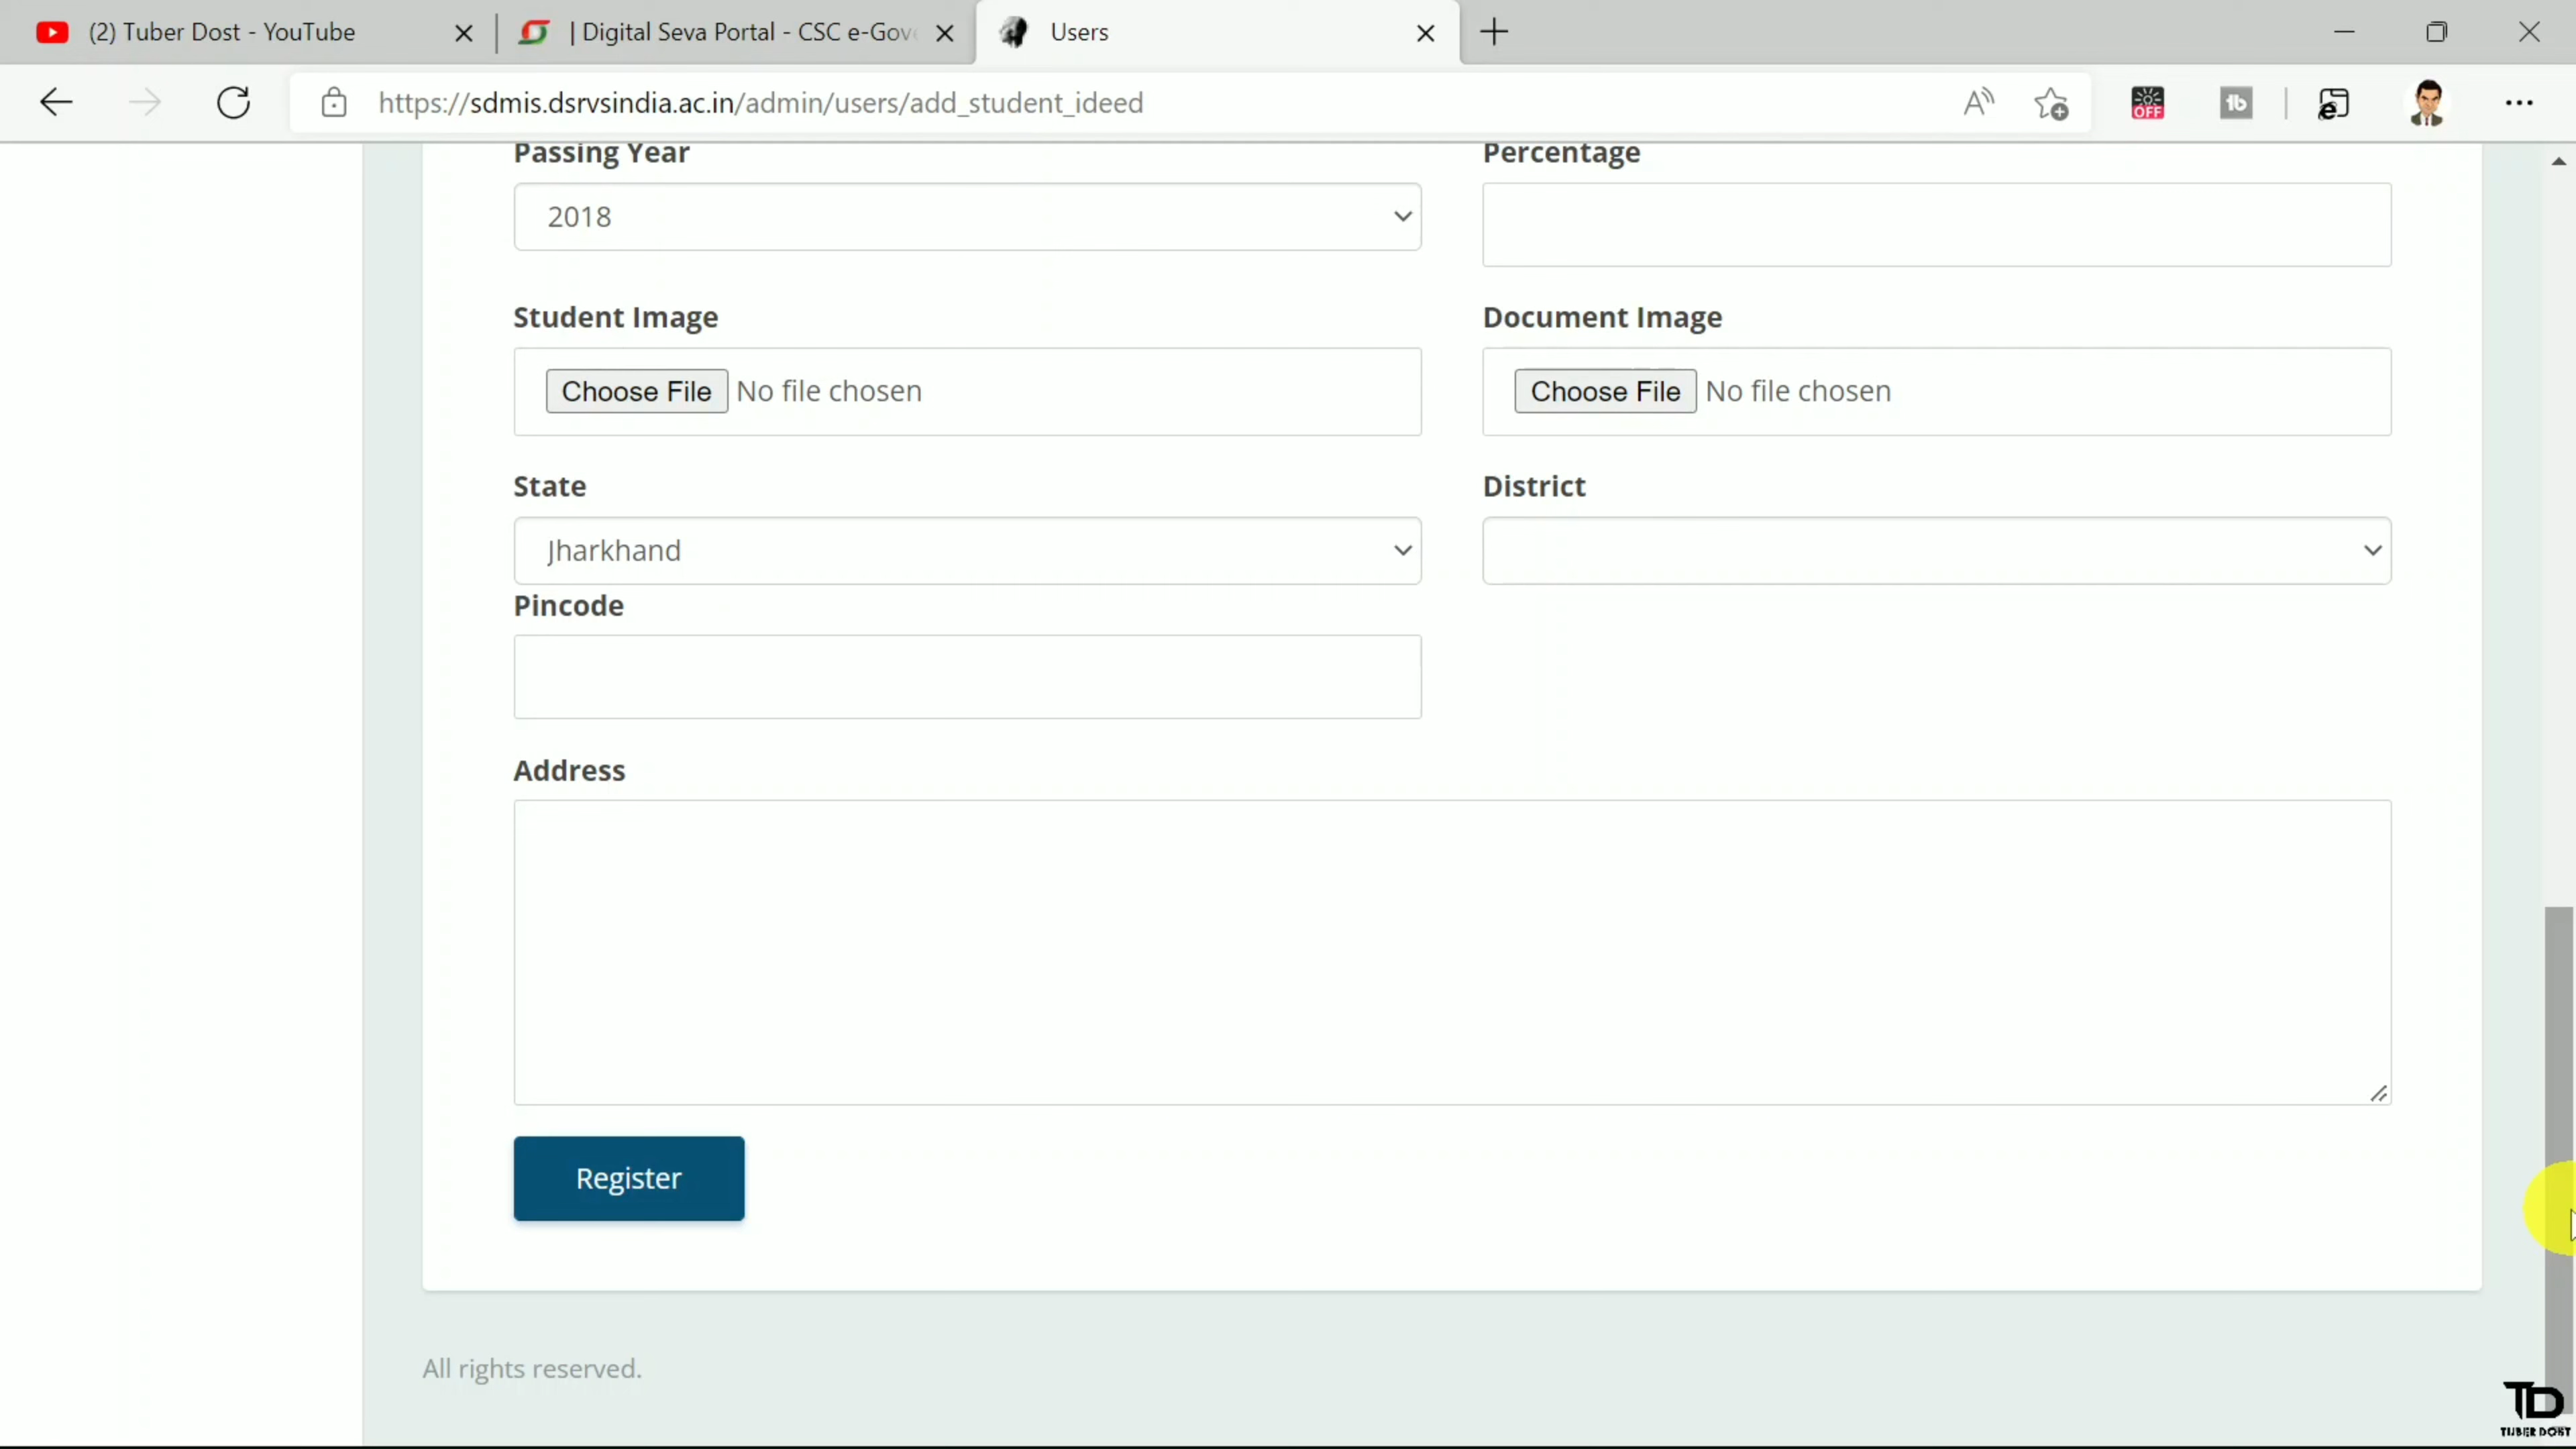 (2) Tuber Dost - YouTube
| Digital Seva Portal - CSC e-Gov
Users
https://sdmis.dsrvsindia.ac.in/admin/users/add_student_ideed
OFF
Passing Year
Percentage
2018
Student Image
Document Image
Choose File No file chosen
Choose File No file chosen
State
District
Jharkhand
Pincode
Address
Register
All rights reserved.
TD
TUBER DOST